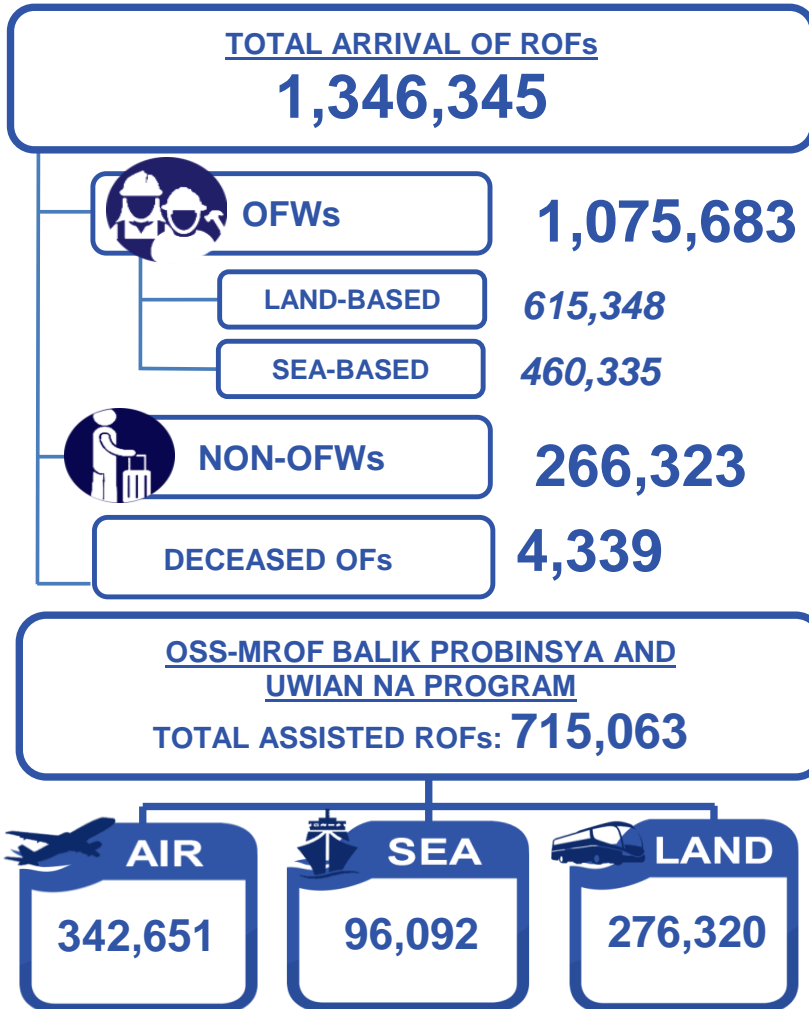 TOTAL ARRIVAL OF ROFs
1,346,345
OFWs
1,075,683
LAND-BASED
615,348
SEA-BASED
460,335
NON-OFWs
266,323
DECEASED OFs
4,339
OSS-MROF BALIK PROBINSYA AND
UWIAN NA PROGRAM
TOTAL ASSISTED ROFs: 715,063
AIR
342,651
SEA
96,092
LAND
276,320